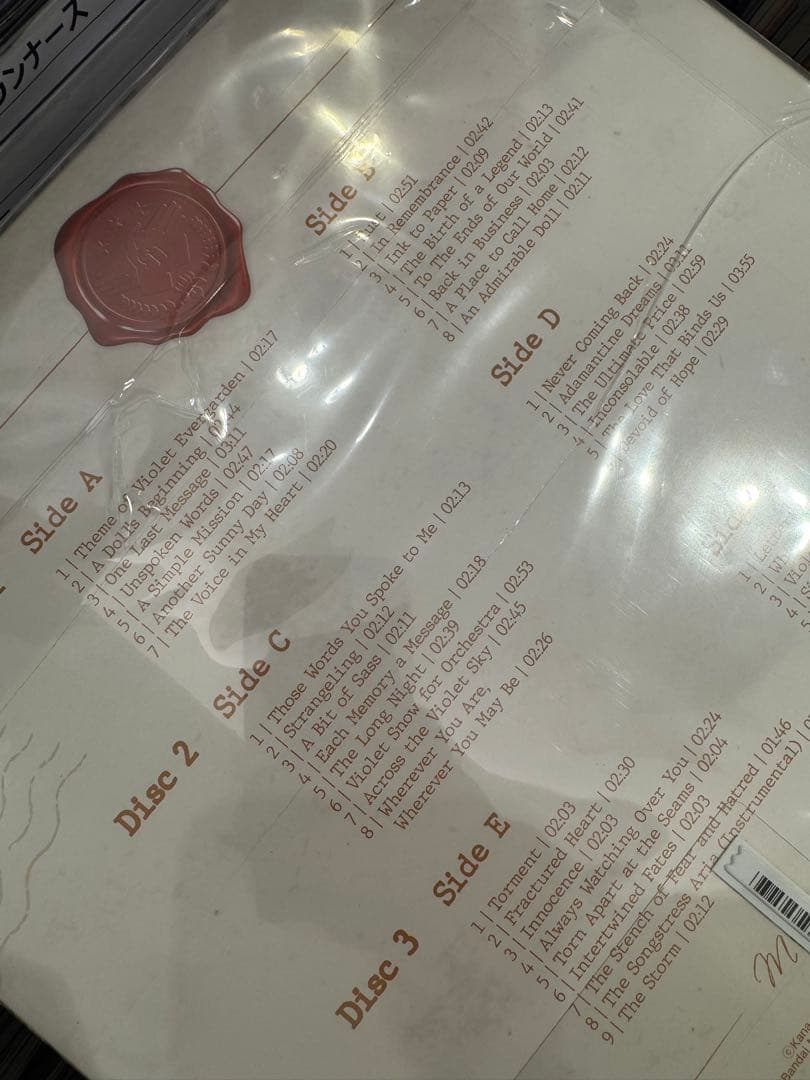 ンナーズ
Side A
1 | Theme of Violet Evergarden | 02:17
2 | A Doll's Beginning |
3 | One Last Message | 03:11
4 | Unspoken Words | 02:47
5 | A Simple Mission | 02:17
6 | Another Sunny Day | 02:08
7 | The Voice in My Heart | 02:20
Side
1 | | 02:51
2 | In Remembrance | 02:42
3 | Ink to Paper | 02:09
4 | The Birth of a Legend | 02:13
5 | To The Ends of Our World | 02:41
6 | Back in Business | 02:03
7 | A Place to Call Home | 02:12
8 | An Admirable Doll | 02:11
Disc 2
Side C
1 | Those Words You Spoke to Me | 02:13
2 | Strangeling | 02:12
3 | A Bit of Sass | 02:11
4 | Each Memory a Message | 02:18
5 | The Long Night | 02:39
6 | Violet Snow for Orchestra | 02:53
7 | Across the Violet Sky | 02:45
8 | Wherever You Are,
Wherever You May Be | 02:26
Side D
1 | Never Coming Back | 02:24
2 | Adamantine Dreams |
3 | The Ultimate Price | 02:59
4 | Inconsolable | 02:38
5 | The Love That Binds Us | 03:55
Devoid of Hope | 02:29
Disc 3
Side E
1 | Torment | 02:03
2 | Fractured Heart | 02:30
3 | Innocence | 02:03
4 | Always Watching Over You | 02:24
5 | Torn Apart at the Seams | 02:04
6 | Intertwined Fates | 02:03
7 | The Stench of Fear and Hatred | 01:46
8 | The Songstress Aria (Instrumental) |
9 | The Storm | 02:12
1 |
2 |
3 |
4 |
5